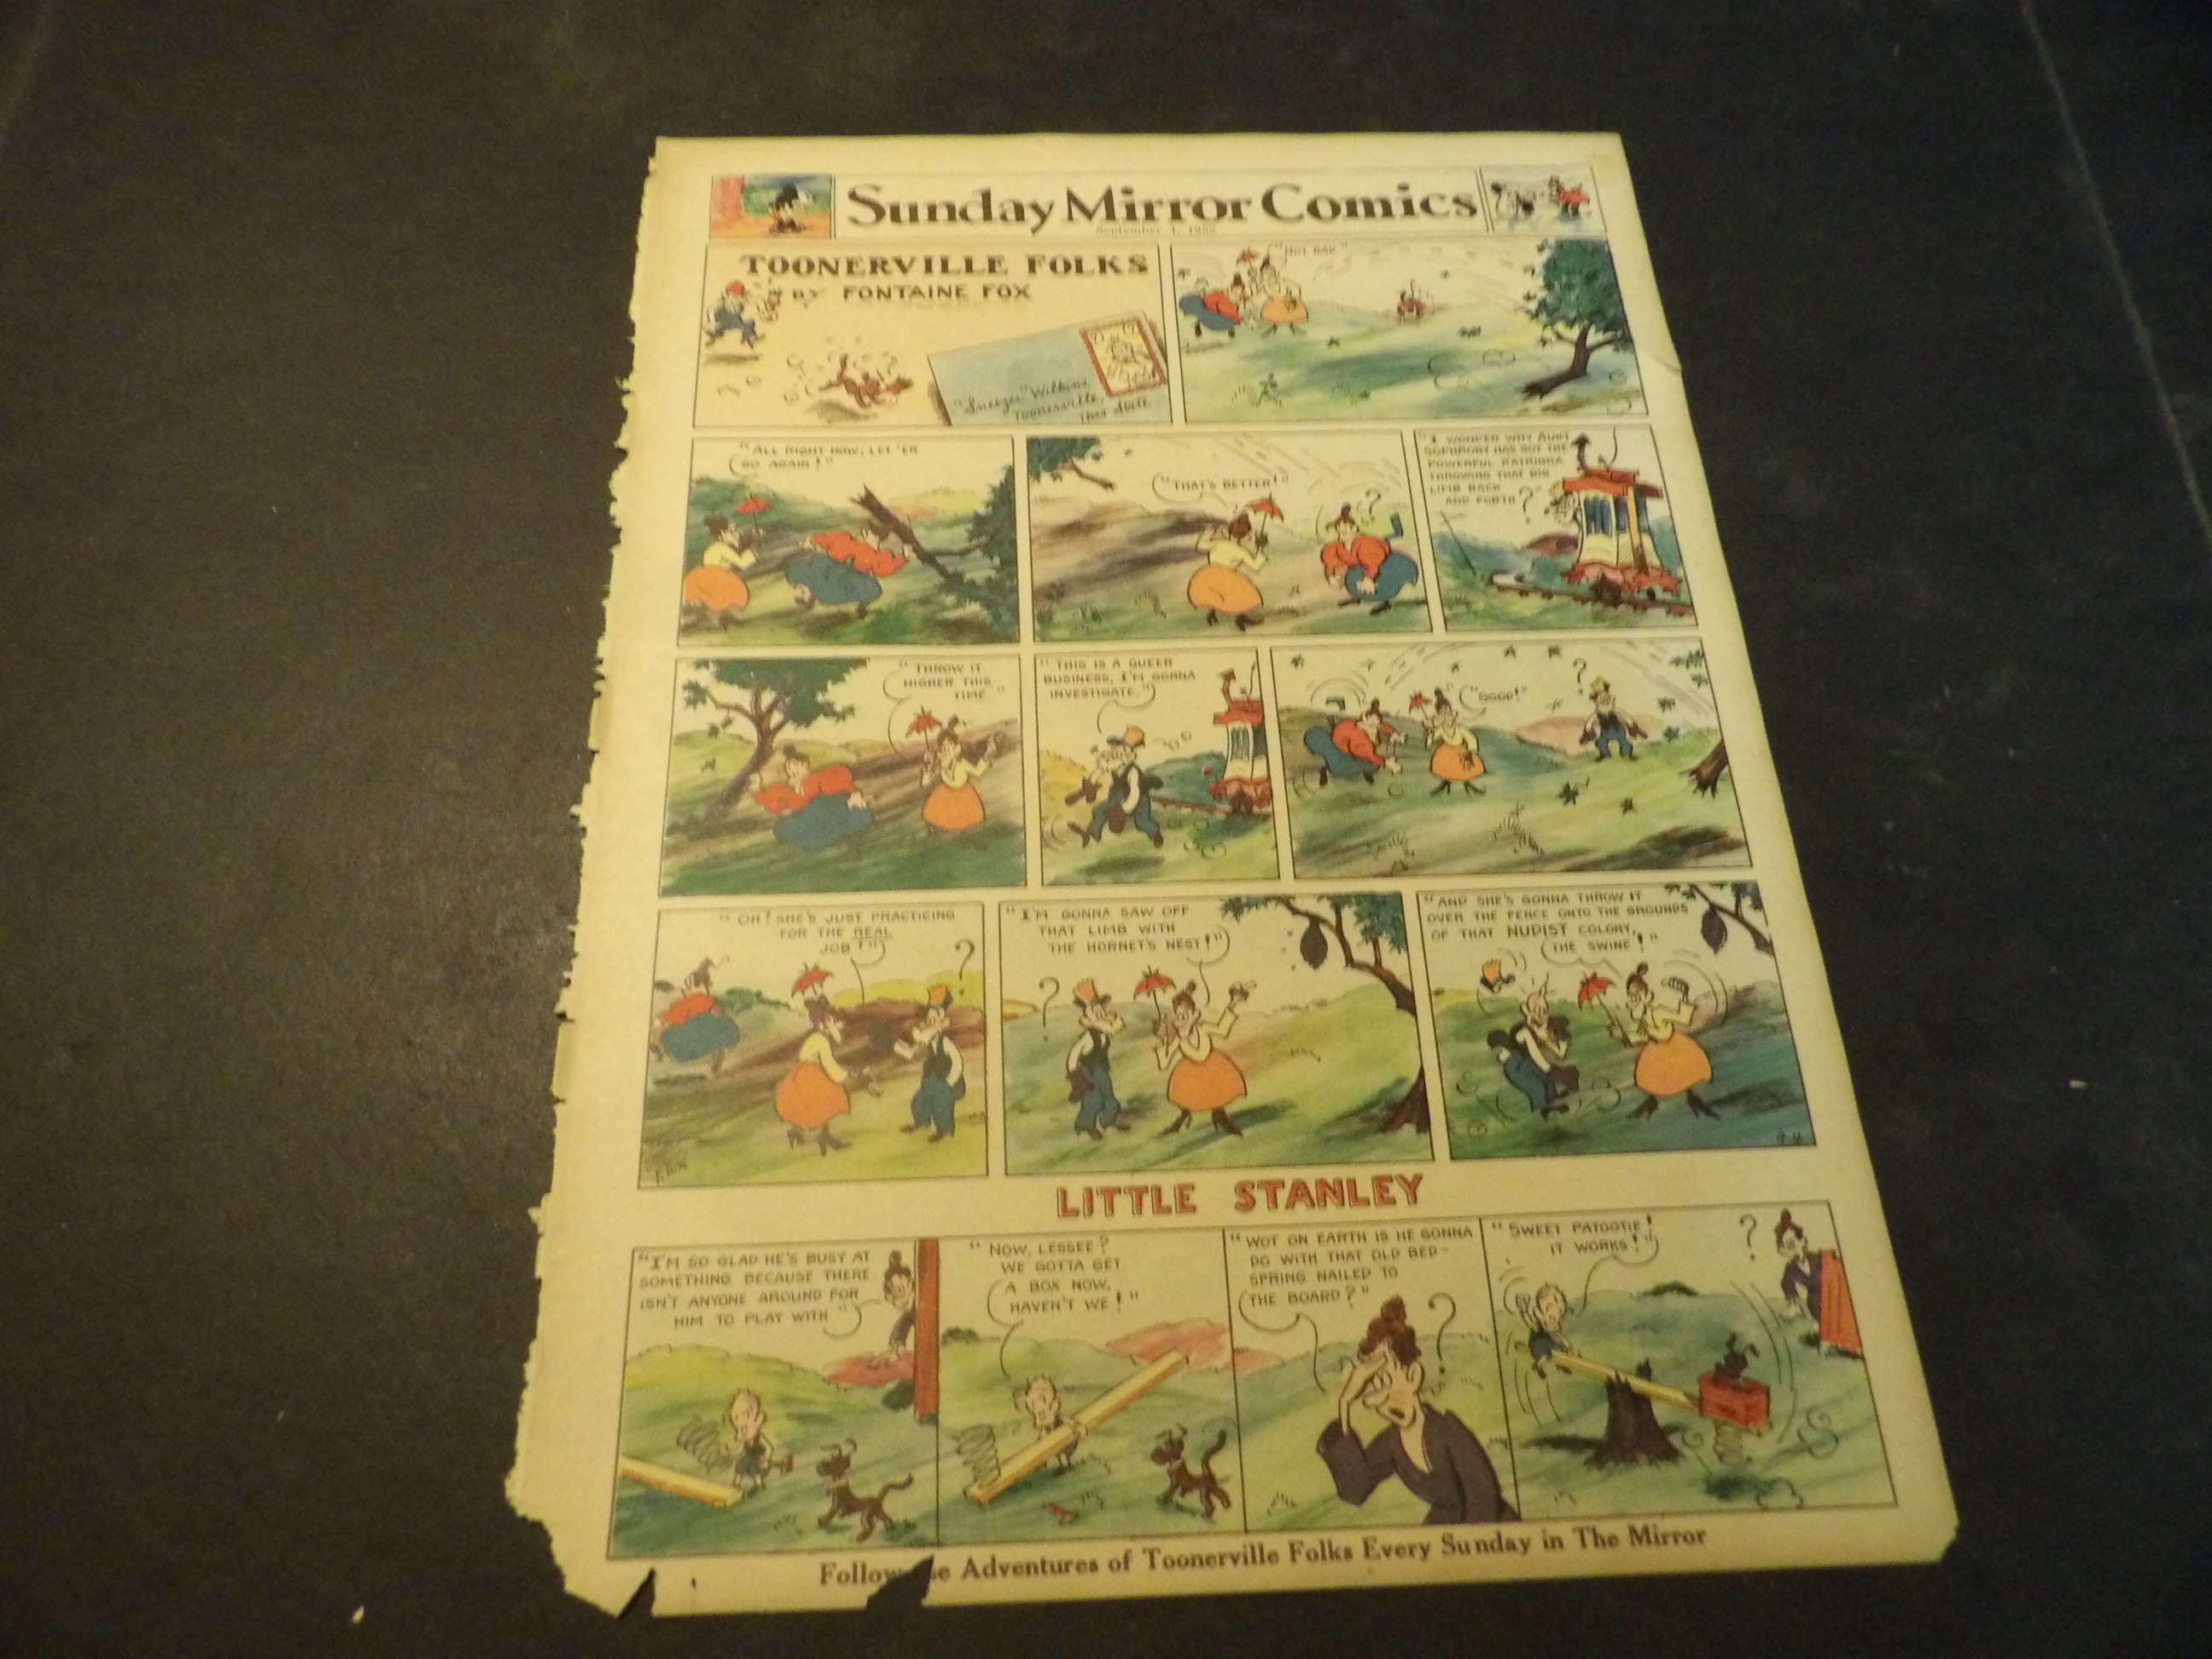 Sunday Mirror Comics
September 4,
TOONERVILLE FOLKS
BY FONTAINE FOX
"Sneezer" Wilkins
Toonerville,
This State
"NOT BAD."
"ALL RIGHT NOW, LET 'ER
GO AGAIN!"
"THAT'S BETTER!"
"I WONDER WHY AUNT
HAS GOT THE
POWERFUL KATRINKA
THROWING THAT BIG
LIMB BACK
AND FORTH?"
"THROW IT
HIGHER THIS
TIME"
"THIS IS A QUEER
BUSINESS, I'M GONNA
INVESTIGATE."
?
"GOOD!"
?
"OH! SHE'S JUST PRACTICING
FOR THE REAL
JOB!"
?
"I'M GONNA SAW OFF
THAT LIMB WITH
THE HORNET'S NEST!"
?
"AND SHE'S GONNA THROW IT
OVER THE FENCE ONTO THE GROUNDS
OF THAT NUDIST COLONY,
THE SWINE!"
9-4
LITTLE STANLEY
"I'M SO GLAD HE'S BUSY AT
SOMETHING BECAUSE THERE
ISN'T ANYONE AROUND FOR
HIM TO PLAY WITH"
"NOW, LESSEE?
WE GOTTA GET
A BOX NOW,
HAVEN'T WE!"
"WOT ON EARTH IS HE GONNA
DO WITH THAT OLD BED-
SPRING NAILED TO
THE BOARD?"
?
"SWEET PATOOTIE!
IT WORKS!"
?
Follow e Adventures of Toonerville Folks Every Sunday in The Mirror